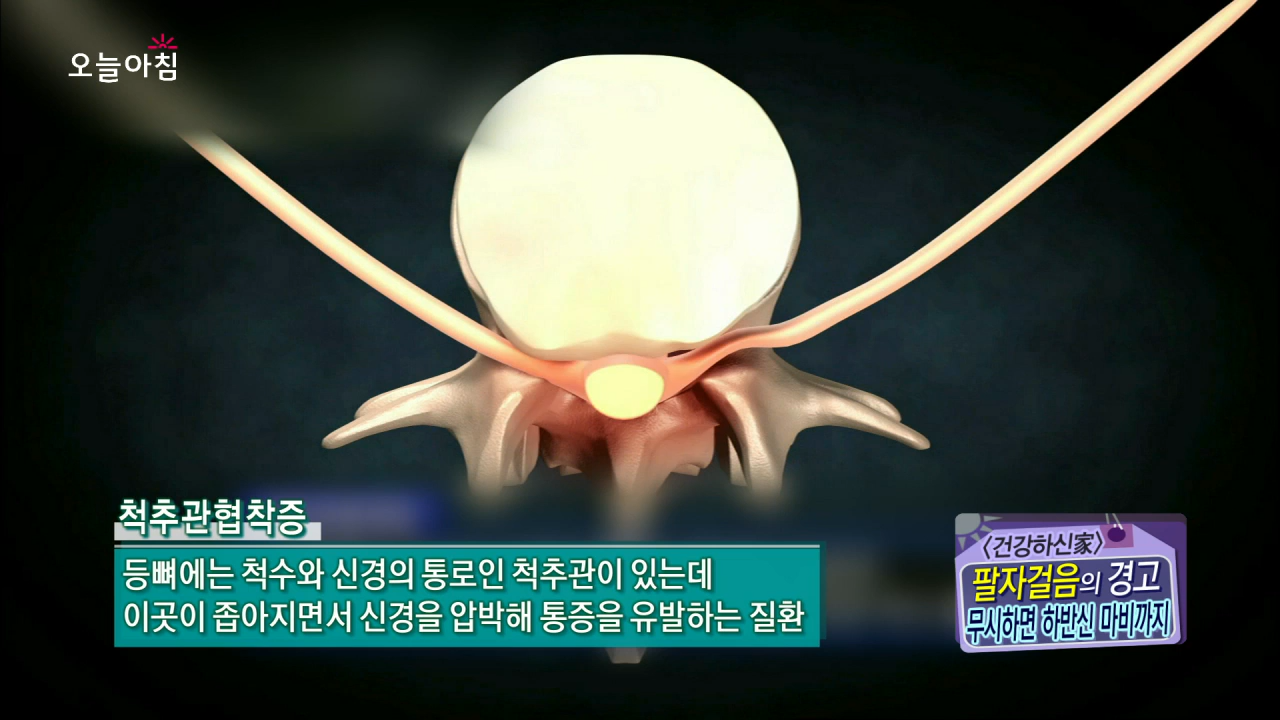 오늘아침
척추관협착증
등뼈에는 척수와 신경의 통로인 척추관이 있는데
이곳이 좁아지면서 신경을 압박해 통증을 유발하는 질환
〈건강하신家〉
팔자걸음의 경고
무시하면 하반신 마비까지